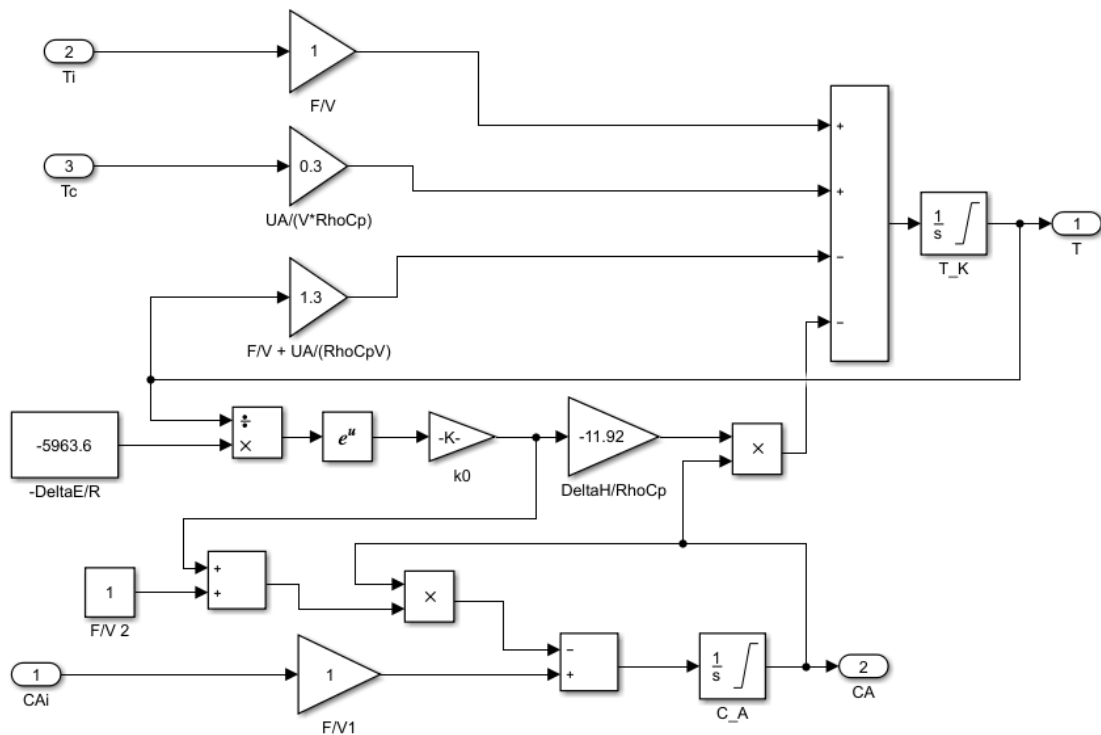 2
Ti
1
F/V
3
Tc
0.3
UA/(V*RhoCp)
1.3
F/V + UA/(RhoCpV)
+
+
−
−
1
s
T_K
1
T
-5963.6
-DeltaE/R
÷
×
eᵘ
-K-
k0
-11.92
DeltaH/RhoCp
×
1
F/V 2
+
+
×
1
CAi
1
F/V1
−
+
1
s
C_A
2
CA